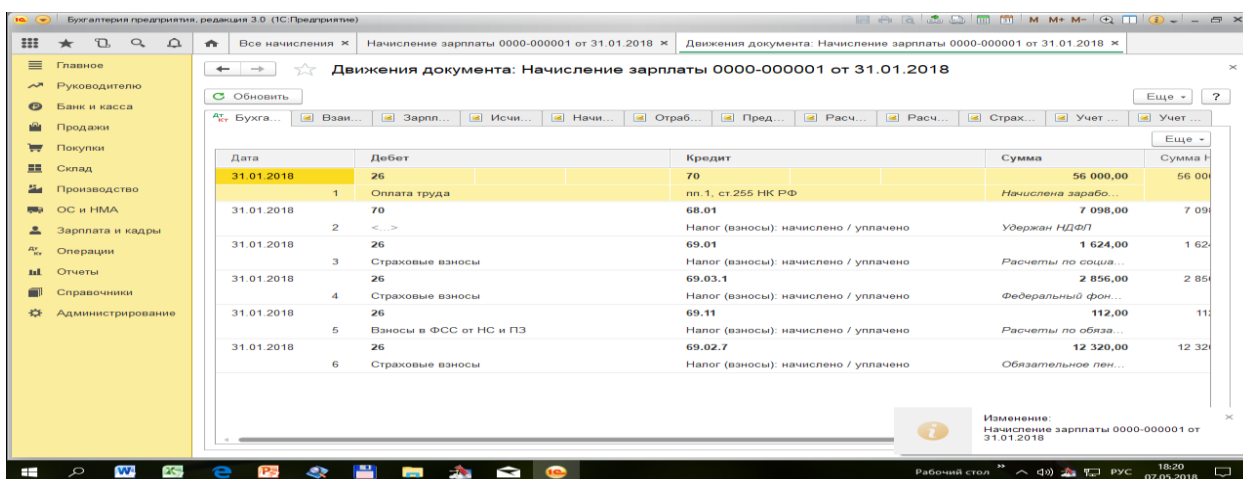 Бухгалтерия предприятия, редакция 3.0 (1С:Предприятие)
M M+ M-
Все начисления ×
Начисление зарплаты 0000-000001 от 31.01.2018 ×
Движения документа: Начисление зарплаты 0000-000001 от 31.01.2018 ×
Главное
Руководителю
Банк и касса
Продажи
Покупки
Склад
Производство
ОС и НМА
Зарплата и кадры
Операции
Отчеты
Справочники
Администрирование
Движения документа: Начисление зарплаты 0000-000001 от 31.01.2018
Обновить
Еще
?
Бухга... Взаи... Зарпл... Исчи... Начи... Отраб... Пред... Расч... Расч... Страх... Учет ... Учет ...
Еще
Дата Дебет Кредит Сумма Сумма Н
31.01.2018 26 70 56 000,00 56 00
1 Оплата труда пп.1, ст.255 НК РФ Начислена зарабо...
31.01.2018 70 68.01 7 098,00 7 09
2 <...> Налог (взносы): начислено / уплачено Удержан НДФЛ
31.01.2018 26 69.01 1 624,00 1 62
3 Страховые взносы Налог (взносы): начислено / уплачено Расчеты по социа...
31.01.2018 26 69.03.1 2 856,00 2 85
4 Страховые взносы Налог (взносы): начислено / уплачено Федеральный фон...
31.01.2018 26 69.11 112,00 11
5 Взносы в ФСС от НС и ПЗ Налог (взносы): начислено / уплачено Расчеты по обяза...
31.01.2018 26 69.02.7 12 320,00 12 32
6 Страховые взносы Налог (взносы): начислено / уплачено Обязательное пен...
Изменение:
Начисление зарплаты 0000-000001 от
31.01.2018
Рабочий стол
РУС
18:20
07.05.2018